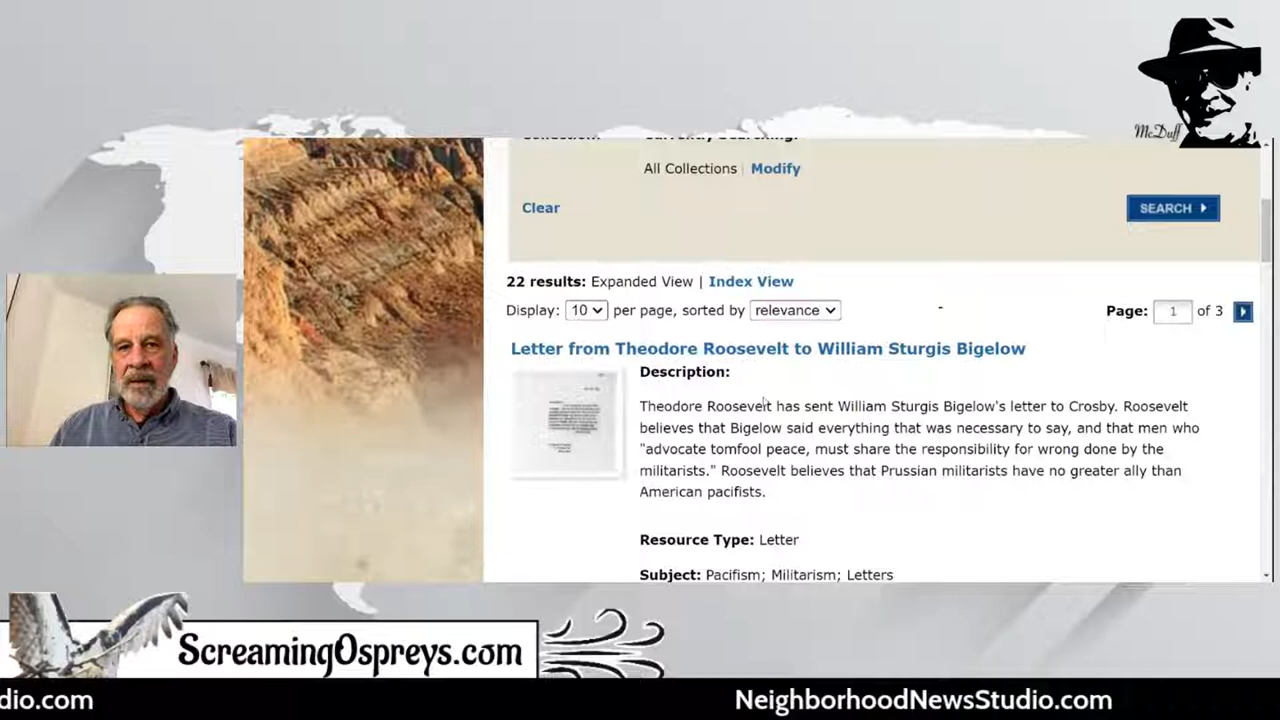 McDuff
All Collections | Modify
Clear
SEARCH
22 results: Expanded View | Index View
Display: 10 per page, sorted by relevance
Page: 1 of 3
Letter from Theodore Roosevelt to William Sturgis Bigelow
Description:
Theodore Roosevelt has sent William Sturgis Bigelow's letter to Crosby. Roosevelt
believes that Bigelow said everything that was necessary to say, and that men who
"advocate tomfool peace, must share the responsibility for wrong done by the
militarists." Roosevelt believes that Prussian militarists have no greater ally than
American pacifists.
Resource Type: Letter
Subject: Pacifism; Militarism; Letters
ScreamingOspreys.com
dio.com
NeighborhoodNewsStudio.com